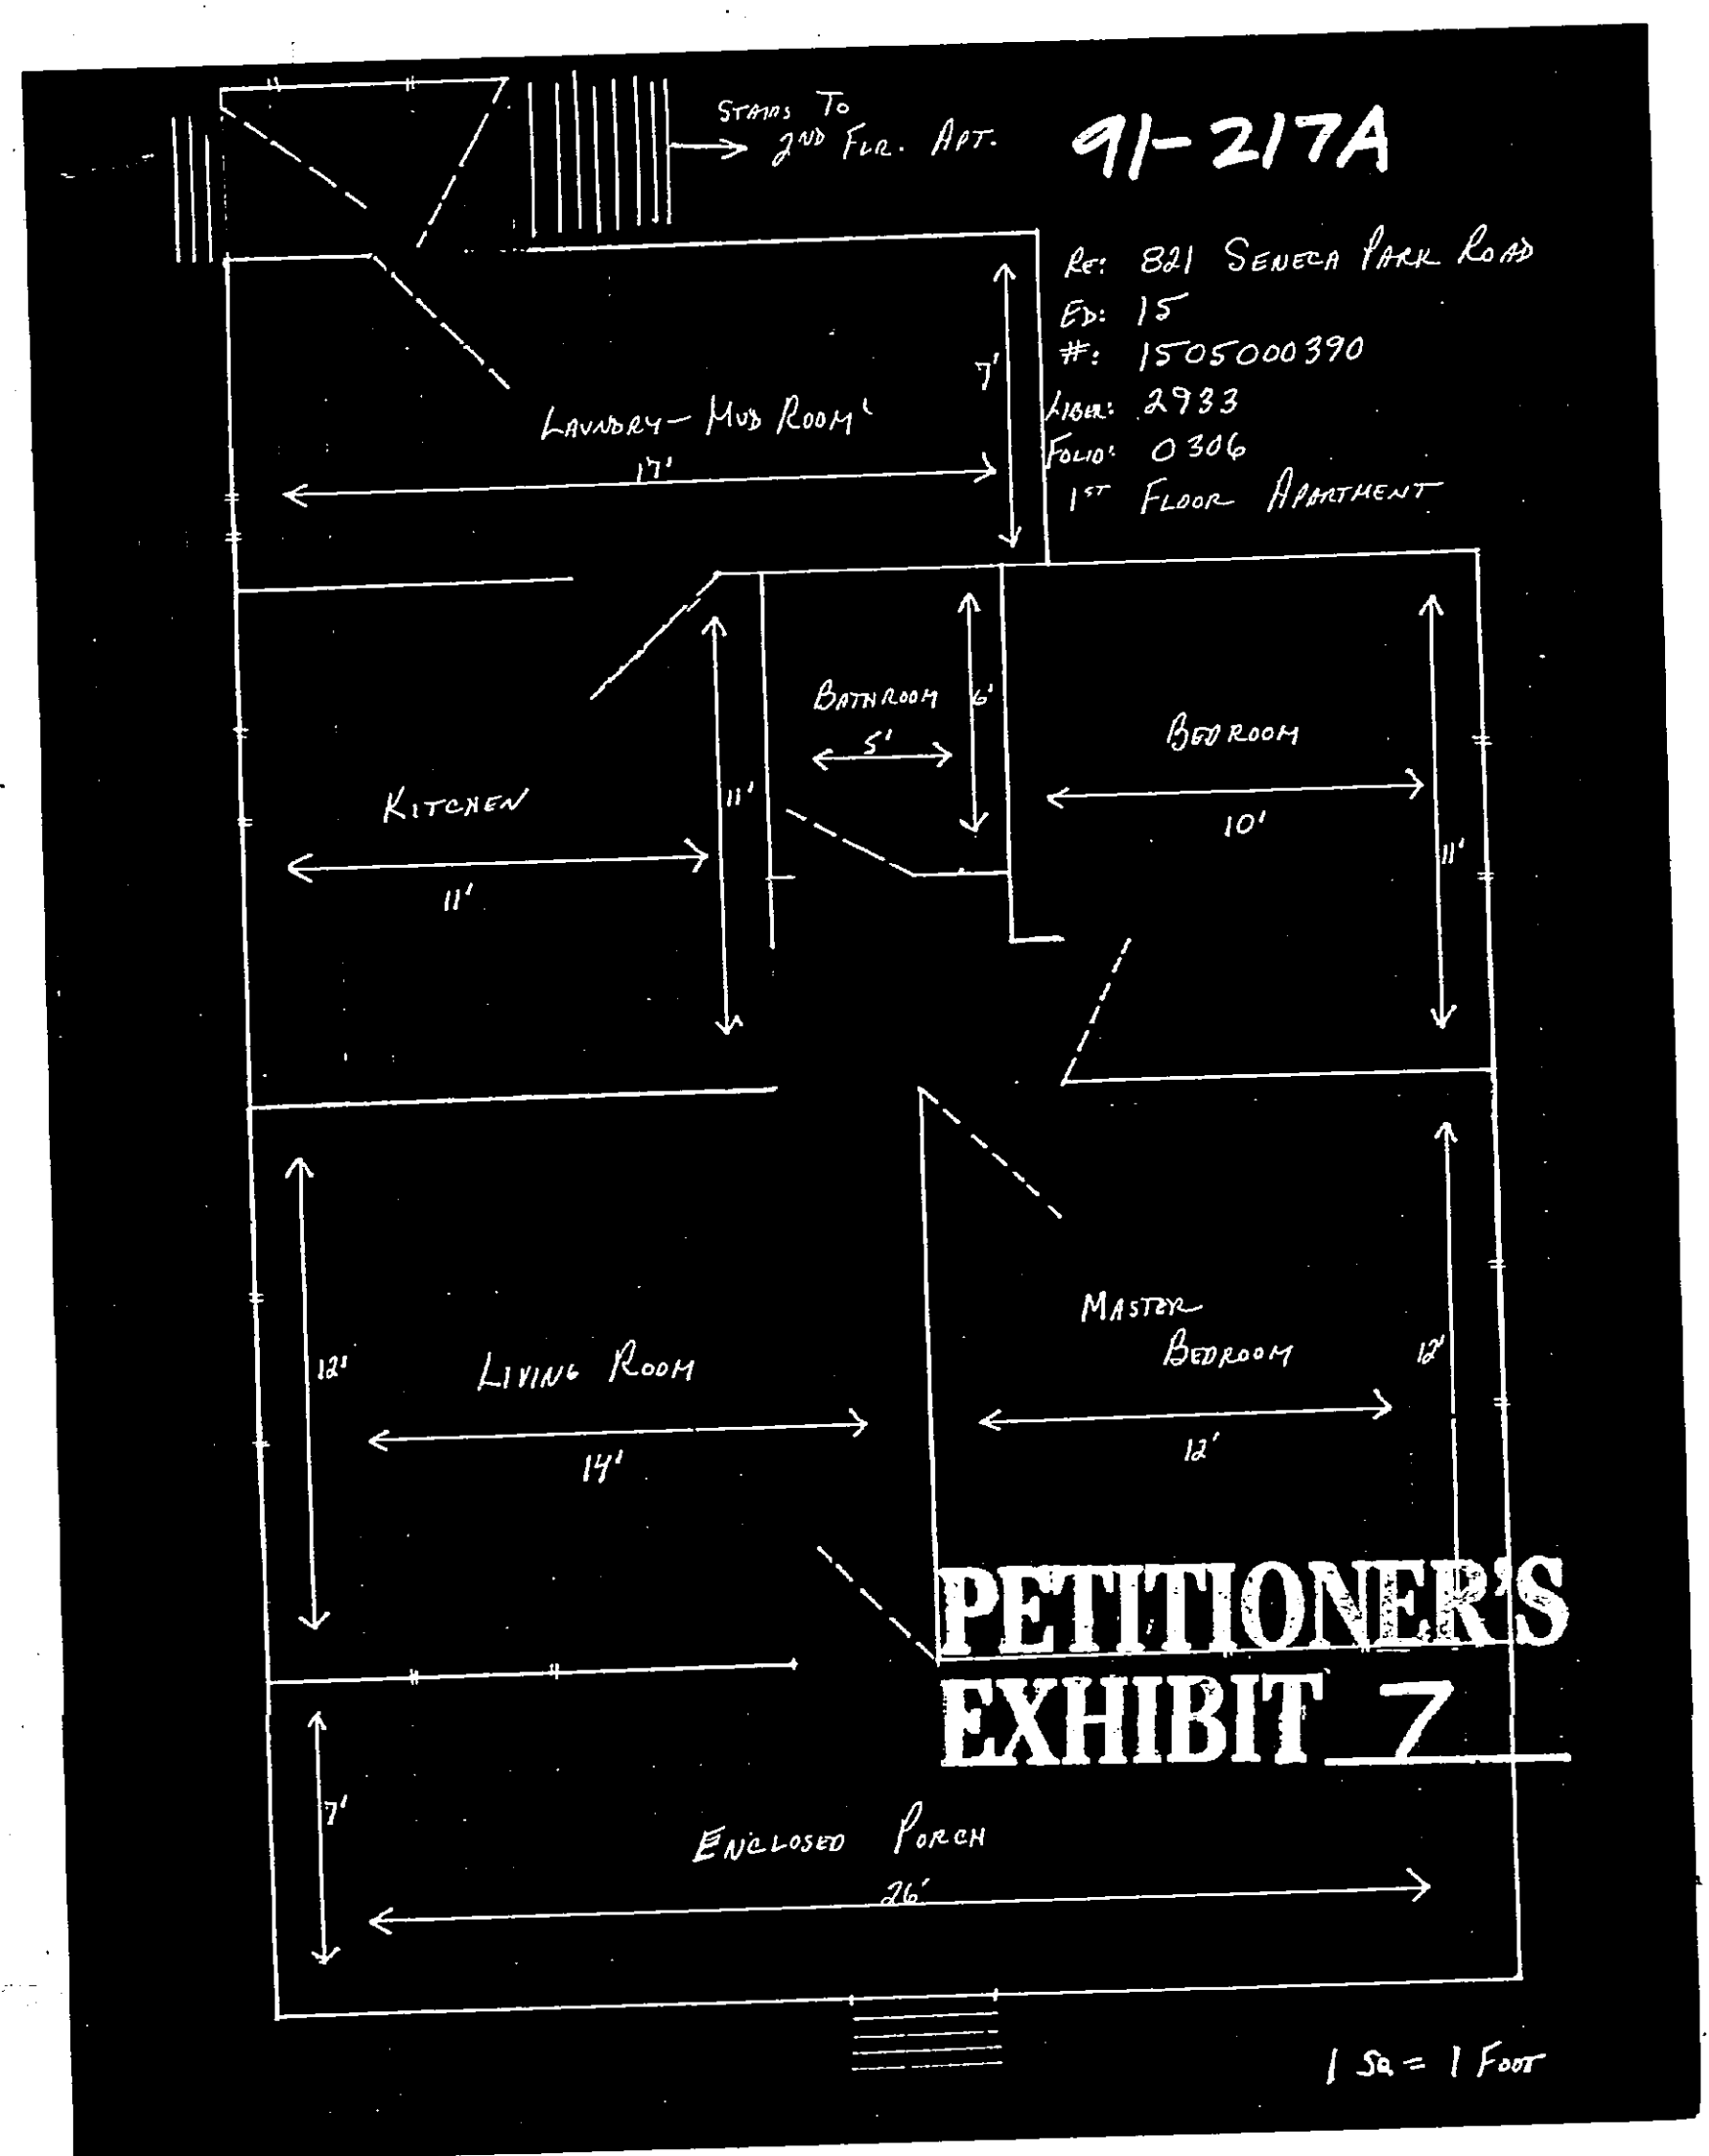 STAIRS TO
2ND FLR. APT.
91-217A
RE: 821 SENECA PARK ROAD
ED: 15
#: 1505000390
LIBER: 2933
FOLIO: 0306
1ST FLOOR APARTMENT
7'
LAUNDRY-MUD ROOM
17'
BATHROOM
6'
5'
BEDROOM
10'
11'
KITCHEN
11'
11'
MASTER
BEDROOM
12'
12'
LIVING ROOM
12'
14'
PETITIONER'S
EXHIBIT 7
7'
ENCLOSED PORCH
26'
1 SQ = 1 FOOT